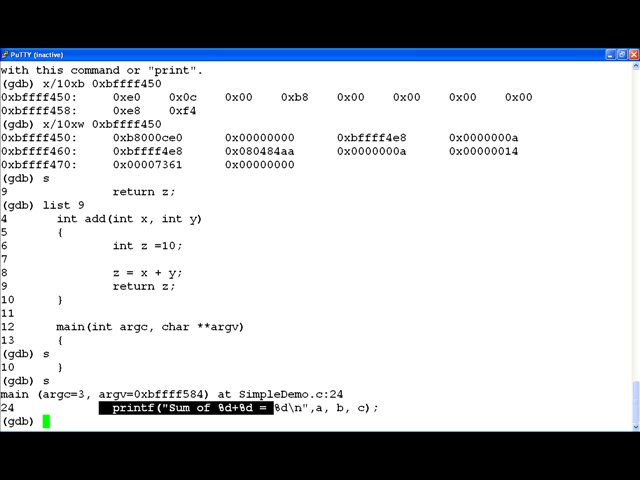 PuTTY (inactive)
with this command or "print".
(gdb) x/10xb 0xbffff450
0xbffff450: 0xe0 0x0c 0x00 0xb8 0x00 0x00 0x00 0x00
0xbffff458: 0xe8 0xf4
(gdb) x/10xw 0xbffff450
0xbffff450: 0xb8000ce0 0x00000000 0xbffff4e8 0x0000000a
0xbffff460: 0xbffff4e8 0x080484aa 0x0000000a 0x00000014
0xbffff470: 0x00007361 0x00000000
(gdb) s
9 return z;
(gdb) list 9
4 int add(int x, int y)
5 {
6 int z =10;
7
8 z = x + y;
9 return z;
10 }
11
12 main(int argc, char **argv)
13 {
(gdb) s
10 }
(gdb) s
main (argc=3, argv=0xbffff584) at SimpleDemo.c:24
24 printf("Sum of %d+%d = %d\n",a, b, c);
(gdb)